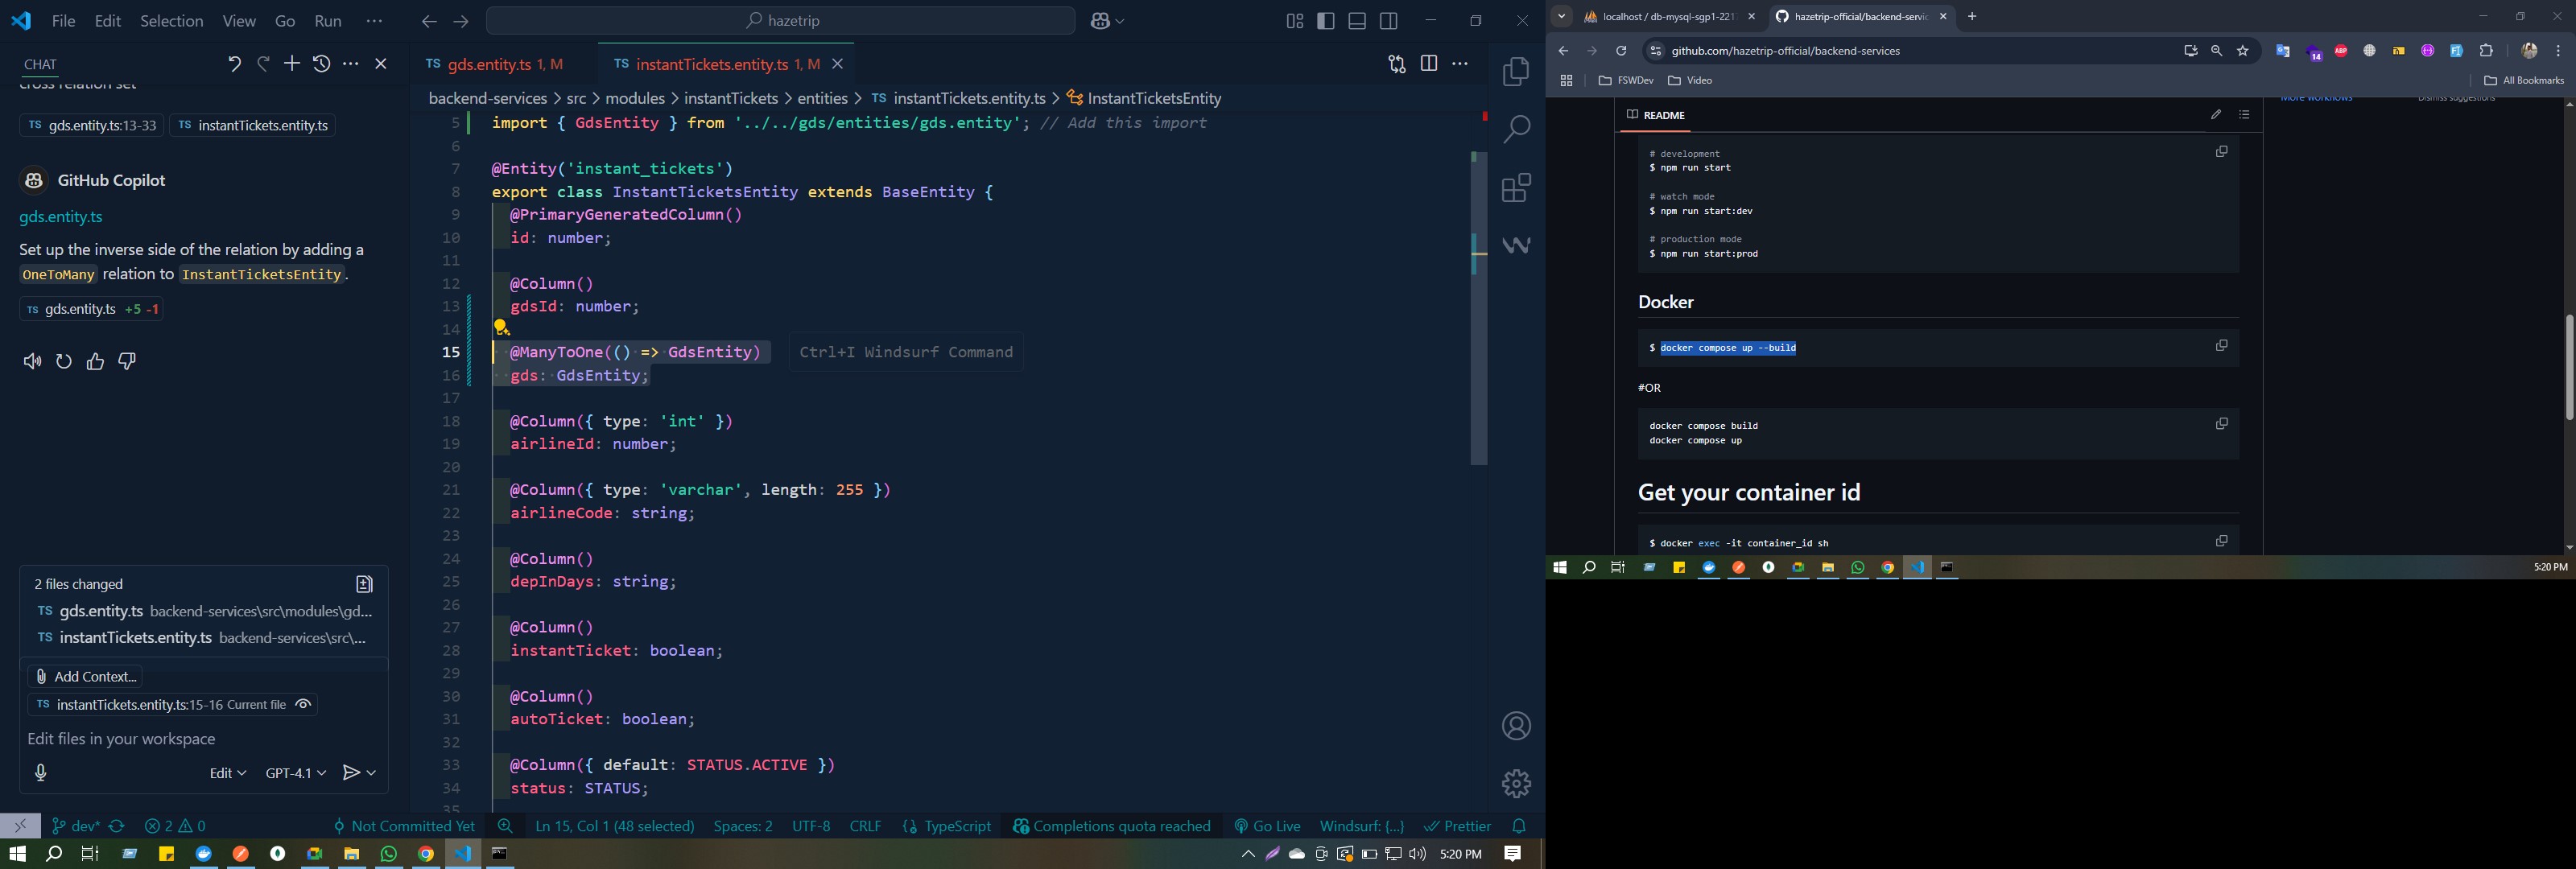 File Edit Selection View Go Run ···
hazetrip
CHAT
cross relation set
TS gds.entity.ts:13-33 TS instantTickets.entity.ts
GitHub Copilot
gds.entity.ts
Set up the inverse side of the relation by adding a
OneToMany relation to InstantTicketsEntity.
TS gds.entity.ts +5 -1
2 files changed
TS gds.entity.ts backend-services\src\modules\gd...
TS instantTickets.entity.ts backend-services\src\...
Add Context...
TS instantTickets.entity.ts:15-16 Current file
Edit files in your workspace
Edit GPT-4.1
TS gds.entity.ts 1, M TS instantTickets.entity.ts 1, M
backend-services > src > modules > instantTickets > entities > TS instantTickets.entity.ts > InstantTicketsEntity
5 import { GdsEntity } from '../../gds/entities/gds.entity'; // Add this import
6
7 @Entity('instant_tickets')
8 export class InstantTicketsEntity extends BaseEntity {
9 @PrimaryGeneratedColumn()
10 id: number;
11
12 @Column()
13 gdsId: number;
14
15 @ManyToOne(() => GdsEntity) Ctrl+I Windsurf Command
16 gds: GdsEntity;
17
18 @Column({ type: 'int' })
19 airlineId: number;
20
21 @Column({ type: 'varchar', length: 255 })
22 airlineCode: string;
23
24 @Column()
25 depInDays: string;
26
27 @Column()
28 instantTicket: boolean;
29
30 @Column()
31 autoTicket: boolean;
32
33 @Column({ default: STATUS.ACTIVE })
34 status: STATUS;
35
dev* 2 0 Not Committed Yet Ln 15, Col 1 (48 selected) Spaces: 2 UTF-8 CRLF {} TypeScript Completions quota reached Go Live Windsurf: {...} Prettier
5:20 PM
localhost / db-mysql-sgp1-221 hazetrip-official/backend-servic
github.com/hazetrip-official/backend-services
14 ABP
FSWDev Video All Bookmarks
More workflows Dismiss suggestions
README
# development
$ npm run start
# watch mode
$ npm run start:dev
# production mode
$ npm run start:prod
Docker
$ docker compose up --build
#OR
docker compose build
docker compose up
Get your container id
$ docker exec -it container_id sh
5:20 PM